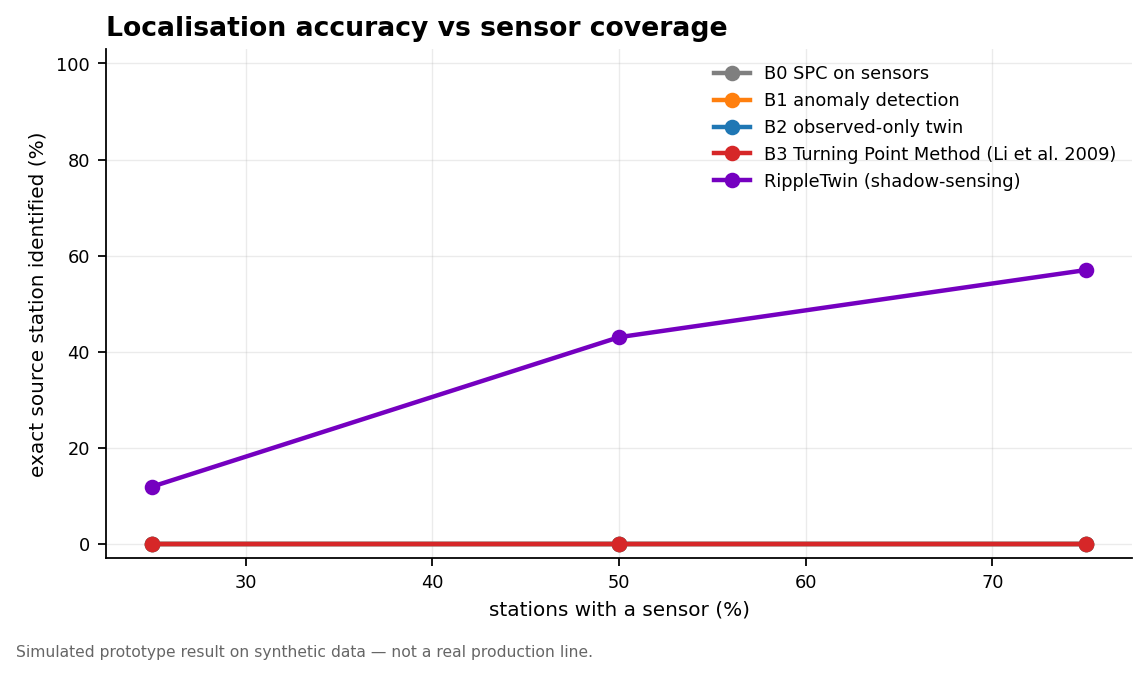 Localisation accuracy vs sensor coverage
B0 SPC on sensors
B1 anomaly detection
B2 observed-only twin
B3 Turning Point Method (Li et al. 2009)
RippleTwin (shadow-sensing)
exact source station identified (%)
100
80
60
40
20
0
30 40 50 60 70
stations with a sensor (%)
Simulated prototype result on synthetic data — not a real production line.